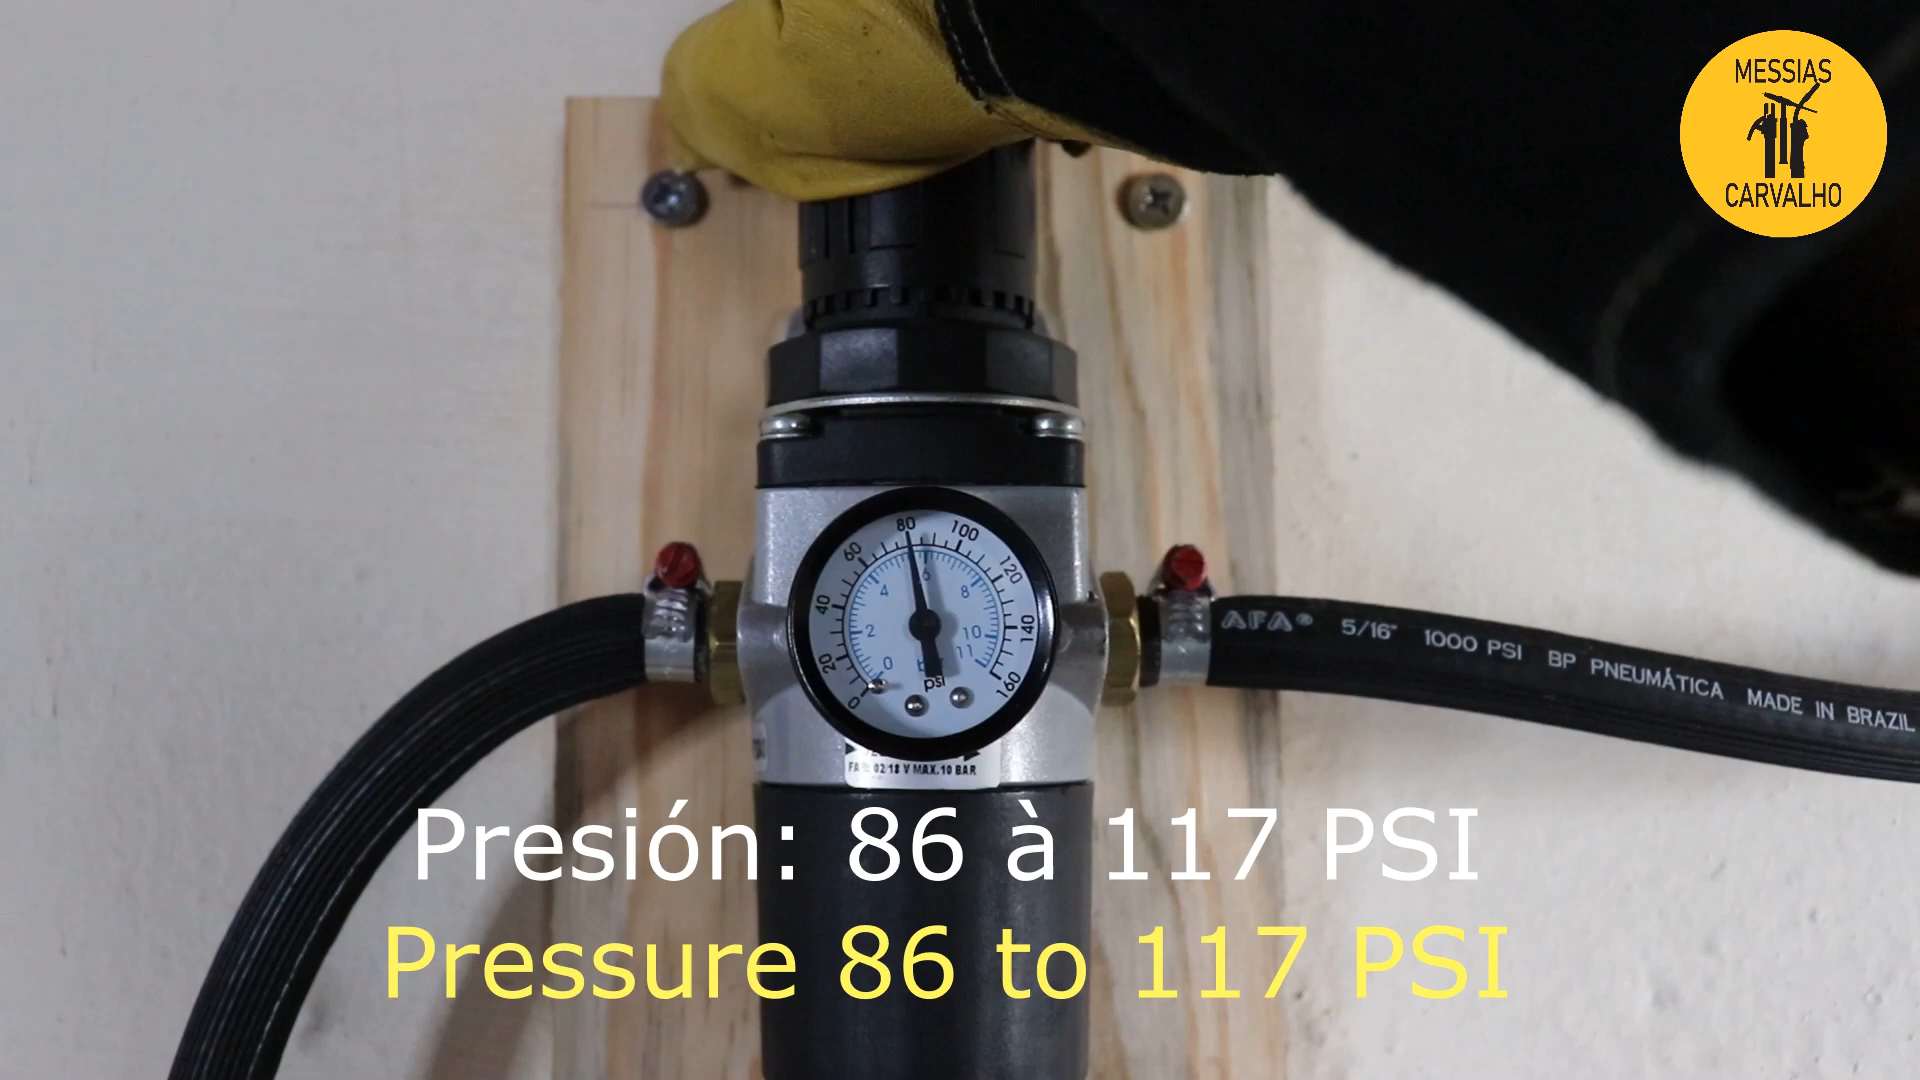 MESSIAS
CARVALHO
80
100
60
120
6
4
8
40
140
2
10
11
20
0
psi
160
0
AFA® 5/16" 1000 PSI BP PNEUMÁTICA MADE IN BRAZIL
02/18 V MAX.10 BAR
Presión: 86 à 117 PSI
Pressure 86 to 117 PSI